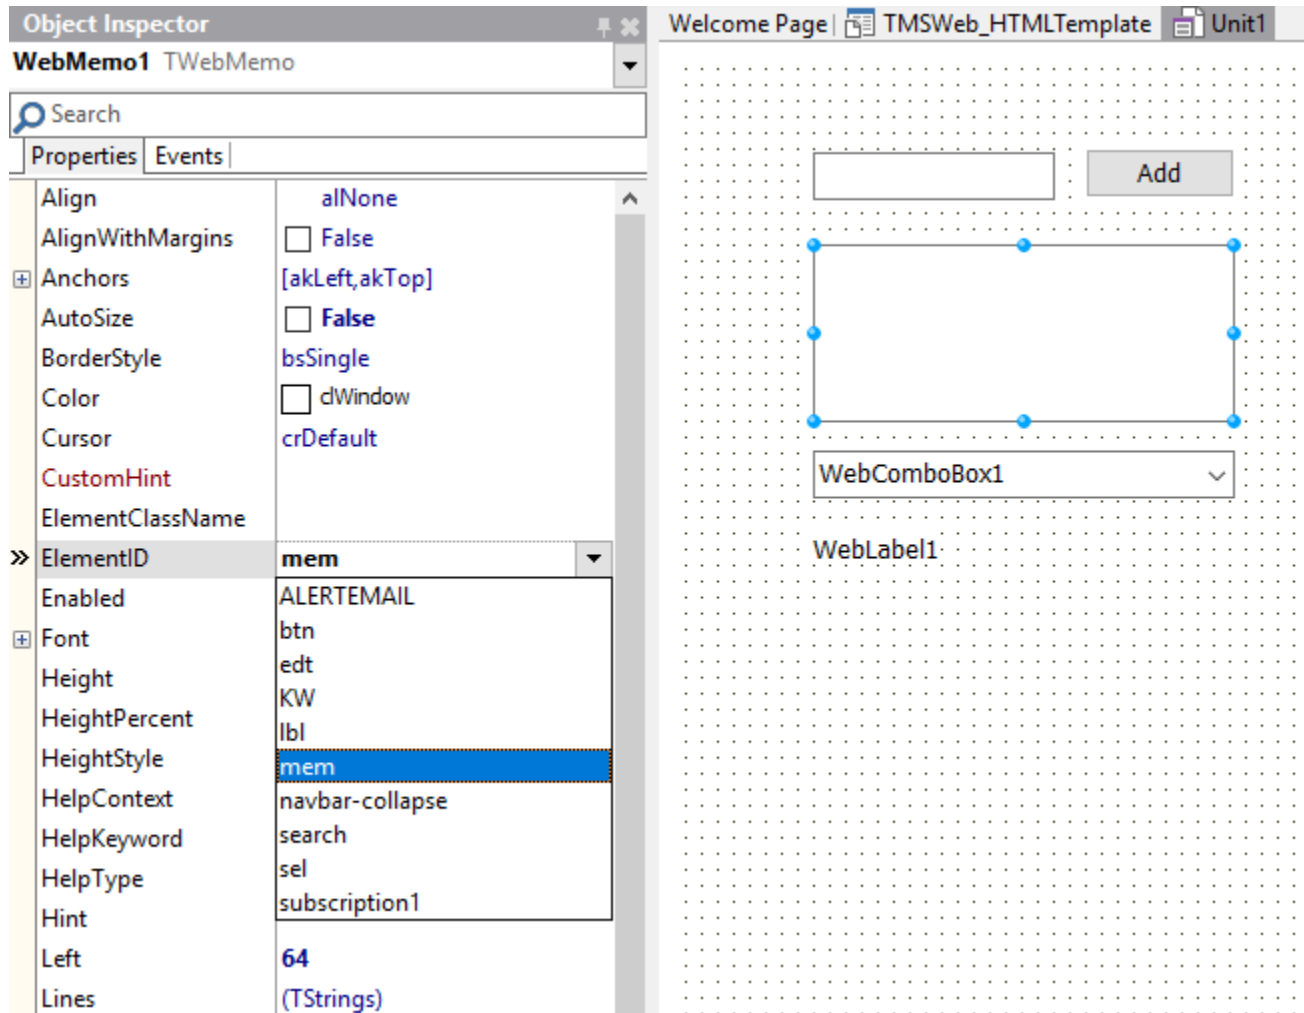 Object Inspector
WebMemo1 TWebMemo
Search
Properties Events
Align alNone
AlignWithMargins False
Anchors [akLeft,akTop]
AutoSize False
BorderStyle bsSingle
Color clWindow
Cursor crDefault
CustomHint
ElementClassName
ElementID mem
Enabled
Font
Height
HeightPercent
HeightStyle
HelpContext
HelpKeyword
HelpType
Hint
Left 64
Lines (TStrings)
ALERTEMAIL
btn
edt
KW
lbl
mem
navbar-collapse
search
sel
subscription1
Welcome Page TMSWeb_HTMLTemplate Unit1
Add
WebComboBox1
WebLabel1